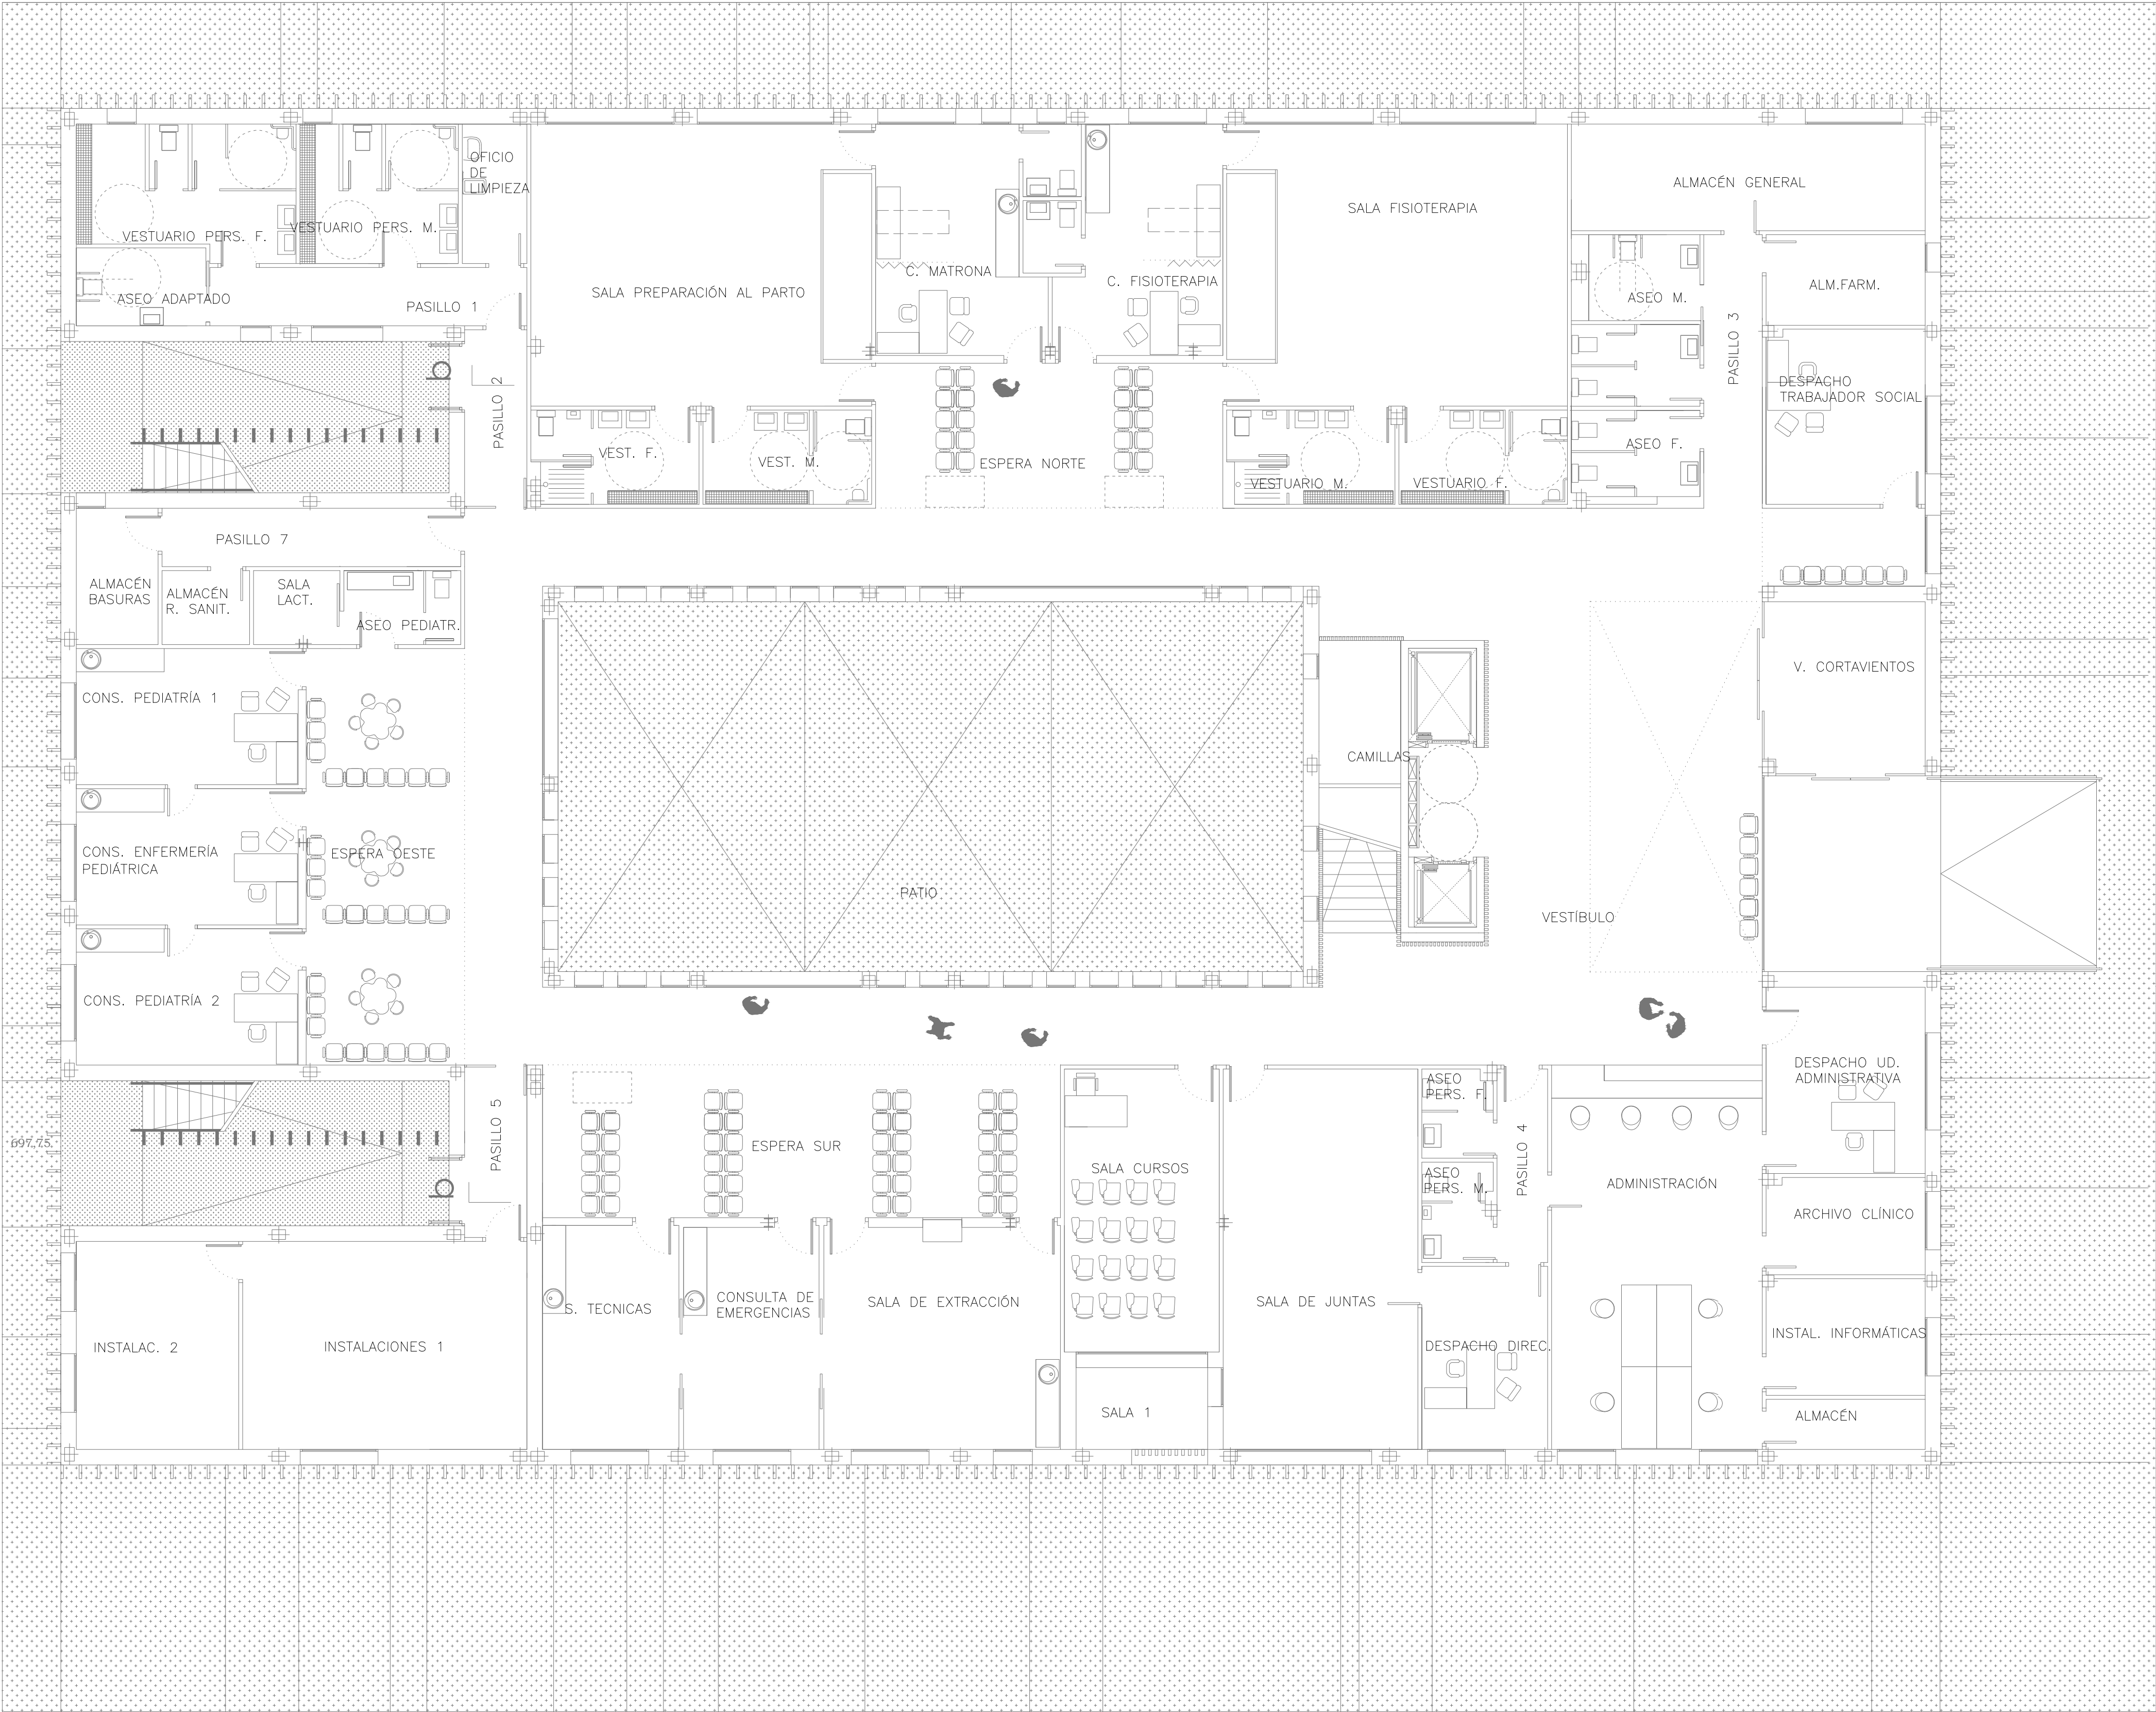 OFICIO
DE
LIMPIEZA
VESTUARIO PERS. F.
VESTUARIO PERS. M.
ASEO ADAPTADO
PASILLO 1
SALA PREPARACIÓN AL PARTO
C. MATRONA
C. FISIOTERAPIA
SALA FISIOTERAPIA
ALMACÉN GENERAL
ASEO M.
ALM.FARM.
PASILLO 3
DESPACHO
TRABAJADOR SOCIAL
PASILLO 2
VEST. F.
VEST. M.
ESPERA NORTE
VESTUARIO M.
VESTUARIO F.
ASEO F.
PASILLO 7
ALMACÉN
BASURAS
ALMACÉN
R. SANIT.
SALA
LACT.
ASEO PEDIATR.
CONS. PEDIATRÍA 1
CONS. ENFERMERÍA
PEDIÁTRICA
ESPERA OESTE
CONS. PEDIATRÍA 2
PATIO
CAMILLAS
VESTÍBULO
V. CORTAVIENTOS
697,75
PASILLO 5
ESPERA SUR
SALA CURSOS
ASEO
PERS. F.
ASEO
PERS. M.
PASILLO 4
ADMINISTRACIÓN
DESPACHO UD.
ADMINISTRATIVA
ARCHIVO CLÍNICO
INSTAL. INFORMÁTICAS
ALMACÉN
INSTALAC. 2
INSTALACIONES 1
S. TECNICAS
CONSULTA DE
EMERGENCIAS
SALA DE EXTRACCIÓN
SALA 1
SALA DE JUNTAS
DESPACHO DIREC.